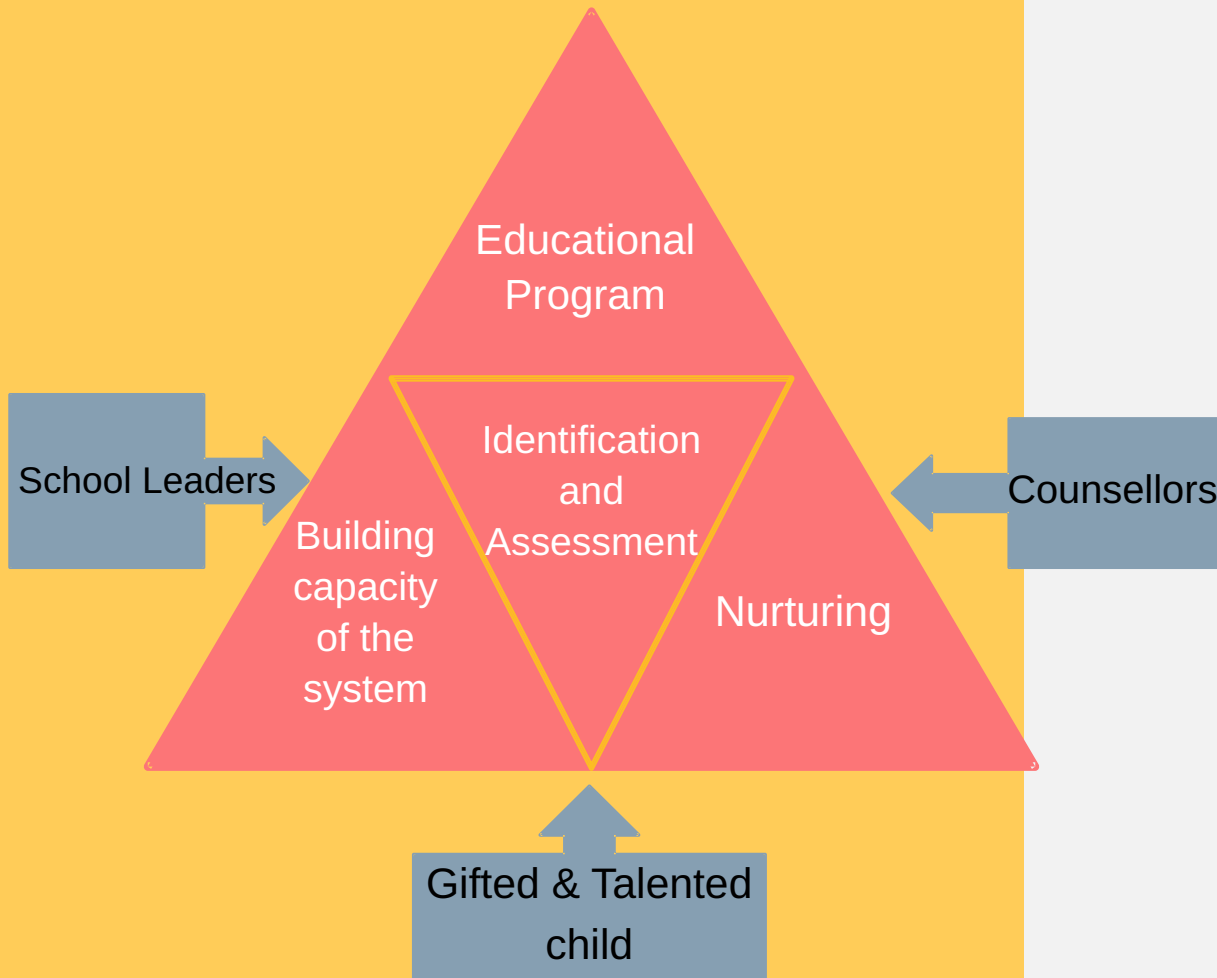 Educational
Program
Identification
and
Assessment
School Leaders
Counsellors
Building
capacity
of the
system
Nurturing
Gifted & Talented
child